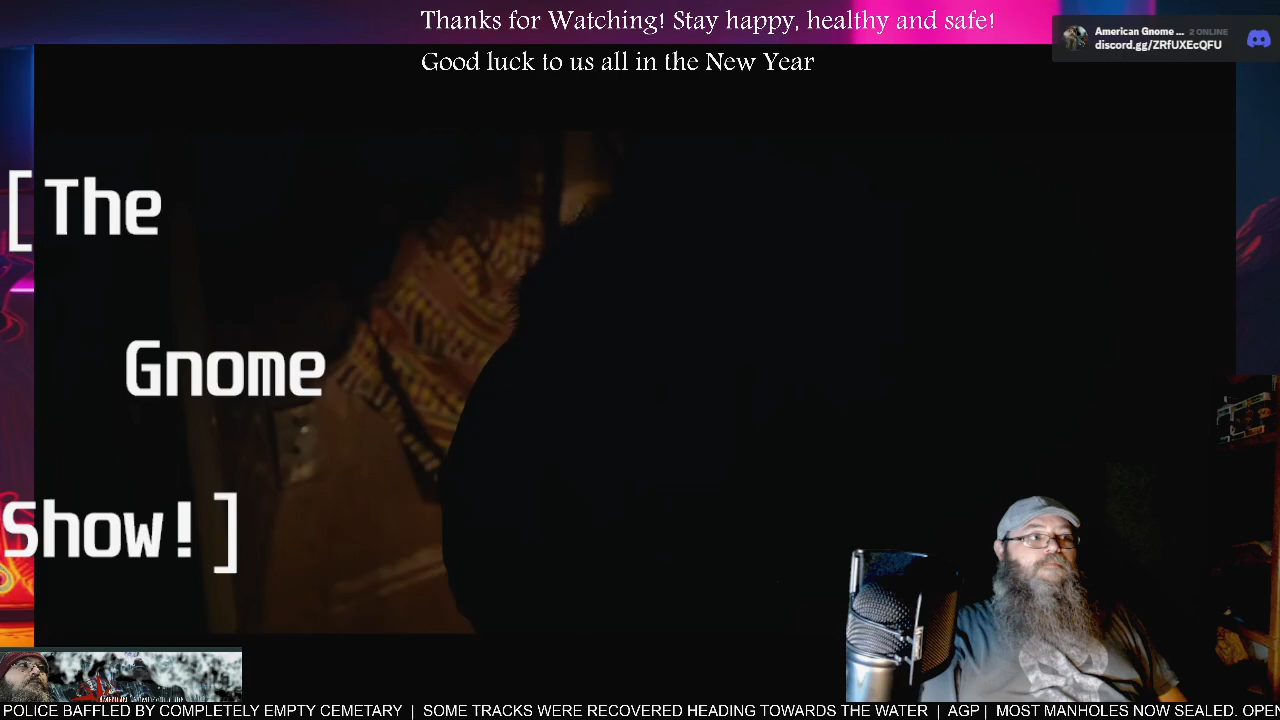 Thanks for Watching! Stay happy, healthy and safe!
American Gnome ... 2 ONLINE
discord.gg/ZRfUXEcQFU
Good luck to us all in the New Year
[The
Gnome
Show!]
POLICE BAFFLED BY COMPLETELY EMPTY CEMETARY | SOME TRACKS WERE RECOVERED HEADING TOWARDS THE WATER | AGP | MOST MANHOLES NOW SEALED. OPEN